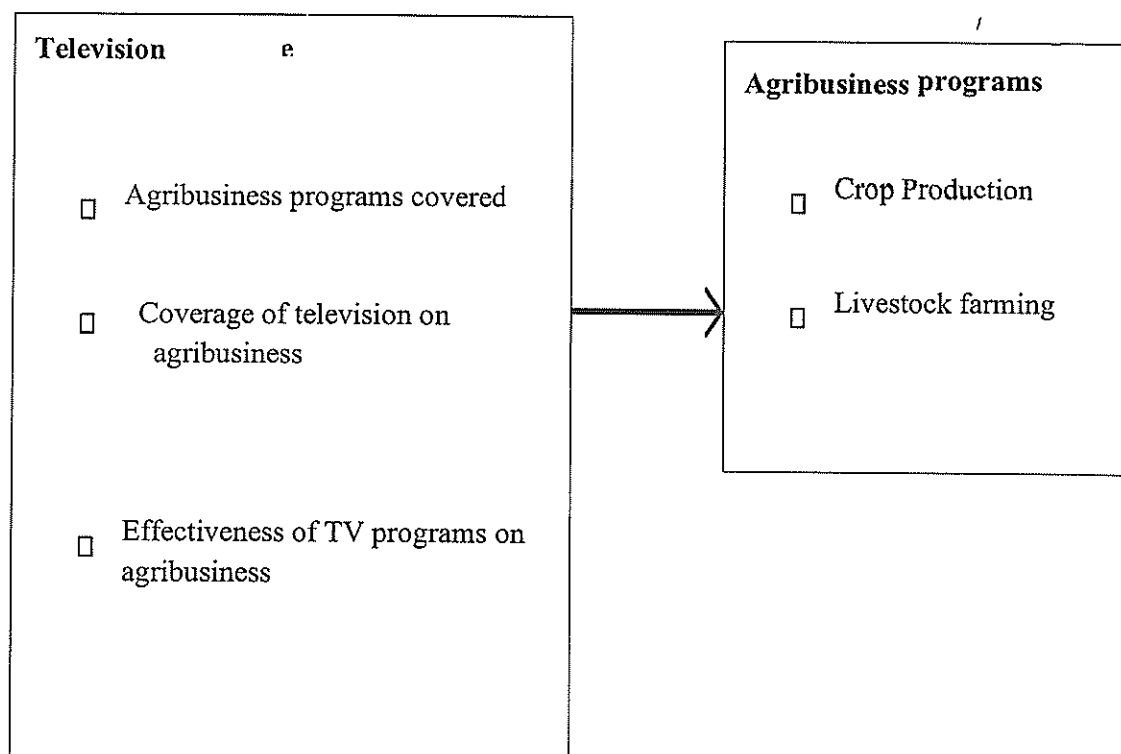 Television e
Agribusiness programs covered
Coverage of television on
agribusiness
Effectiveness of TV programs on
agribusiness
Agribusiness programs
Crop Production
Livestock farming